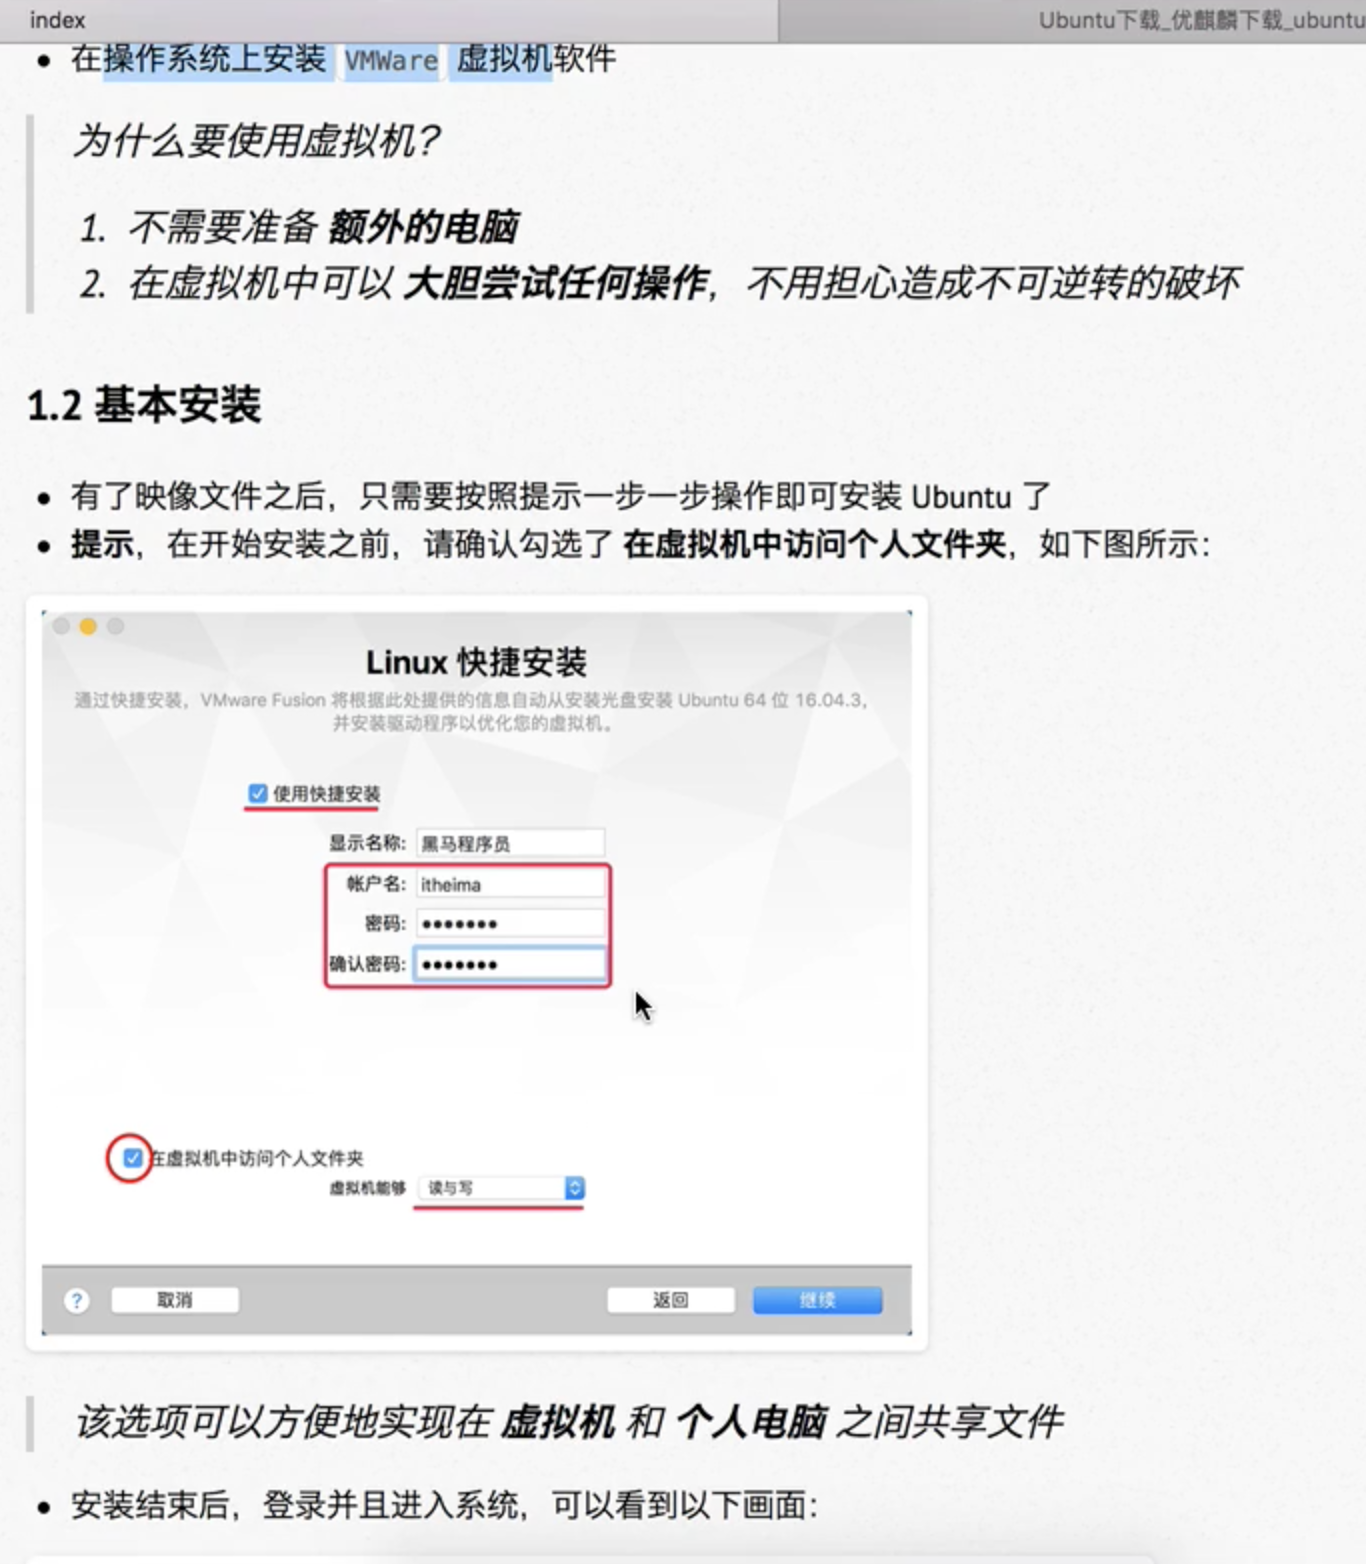 index
Ubuntu下载_优麒麟下载_ubuntu
在操作系统上安装 VMWare 虚拟机软件
为什么要使用虚拟机？
1. 不需要准备 额外的电脑
2. 在虚拟机中可以 大胆尝试任何操作，不用担心造成不可逆转的破坏
1.2 基本安装
有了映像文件之后，只需要按照提示一步一步操作即可安装 Ubuntu 了
提示，在开始安装之前，请确认勾选了 在虚拟机中访问个人文件夹，如下图所示：
Linux 快捷安装
通过快捷安装，VMware Fusion 将根据此处提供的信息自动从安装光盘安装 Ubuntu 64 位 16.04.3，
并安装驱动程序以优化您的虚拟机。
使用快捷安装
显示名称: 黑马程序员
帐户名: itheima
密码: •••••••
确认密码: •••••••
在虚拟机中访问个人文件夹
虚拟机能够 读与写
? 取消 返回 继续
该选项可以方便地实现在 虚拟机 和 个人电脑 之间共享文件
安装结束后，登录并且进入系统，可以看到以下画面：